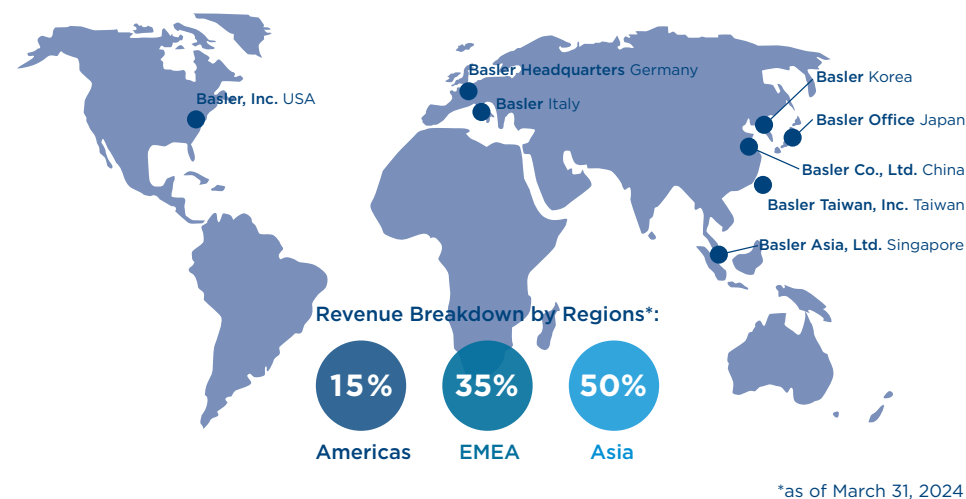 Basler Headquarters Germany
Basler Korea
Basler, Inc. USA
Basler Italy
Basler Office Japan
Basler Co., Ltd. China
Basler Taiwan, Inc. Taiwan
Basler Asia, Ltd. Singapore
Revenue Breakdown by Regions*:
15% 35% 50%
Americas EMEA Asia
*as of March 31, 2024